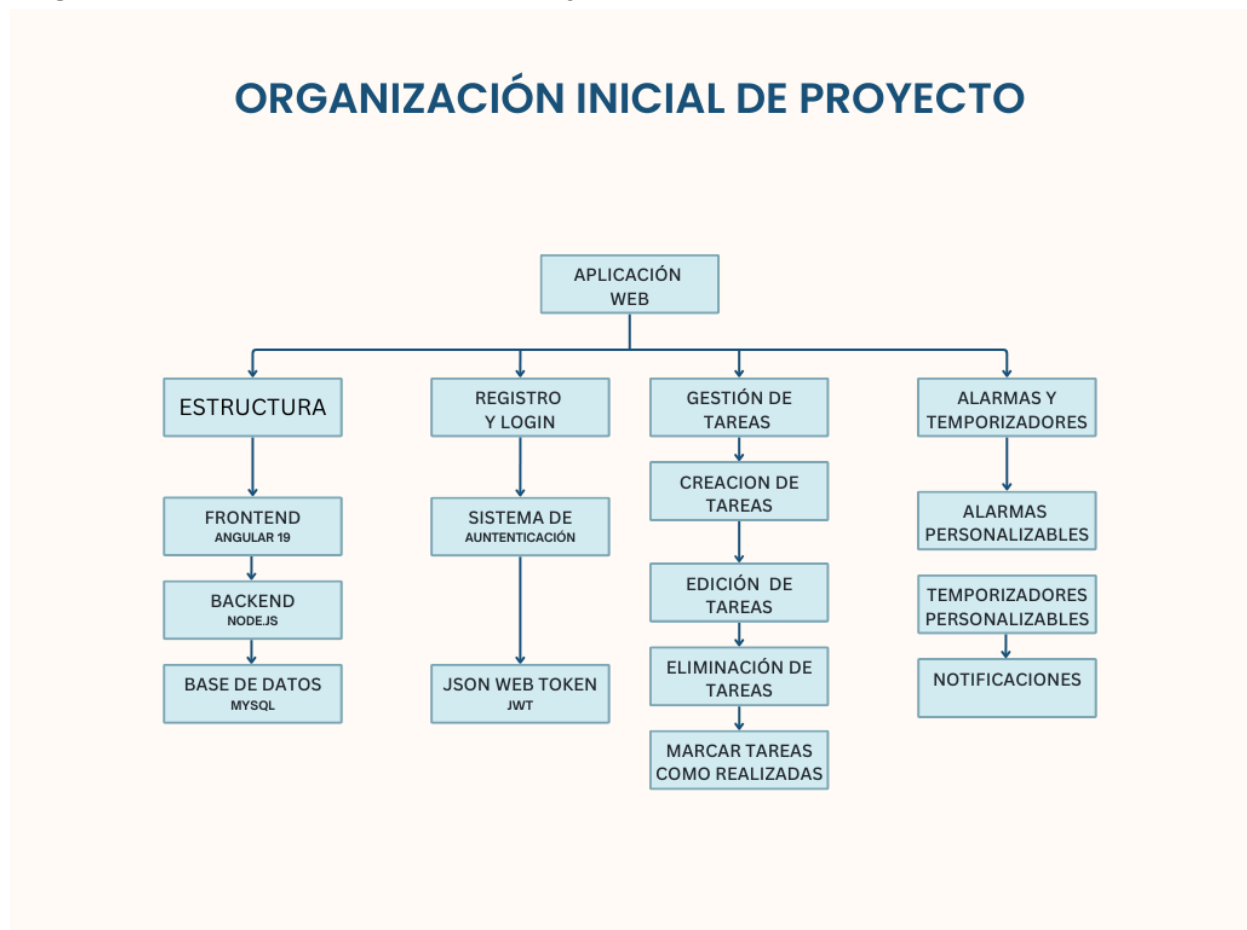 ORGANIZACIÓN INICIAL DE PROYECTO
APLICACIÓN
WEB
ESTRUCTURA
FRONTEND
ANGULAR 19
BACKEND
NODE.JS
BASE DE DATOS
MYSQL
REGISTRO
Y LOGIN
SISTEMA DE
AUNTENTICACIÓN
JSON WEB TOKEN
JWT
GESTIÓN DE
TAREAS
CREACION DE
TAREAS
EDICIÓN DE
TAREAS
ELIMINACIÓN DE
TAREAS
MARCAR TAREAS
COMO REALIZADAS
ALARMAS Y
TEMPORIZADORES
ALARMAS
PERSONALIZABLES
TEMPORIZADORES
PERSONALIZABLES
NOTIFICACIONES